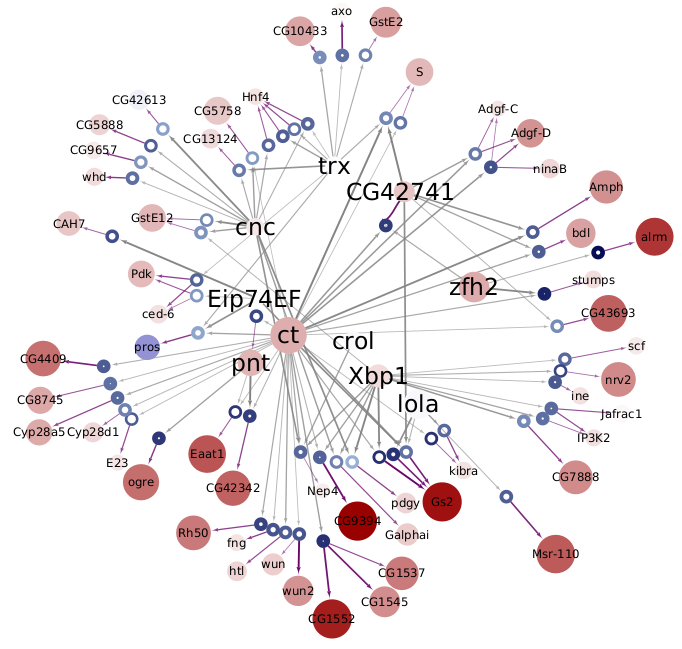 axo
CG10433
GstE2
S
CG42613
CG5758
Hnf4
Adgf-C
CG5888
CG13124
Adgf-D
CG9657
trx
ninaB
whd
CG42741
Amph
GstE12
CAH7
cnc
bdl
alrm
Pdk
zfh2
stumps
Eip74EF
ced-6
CG43693
pros
ct
crol
scf
CG4409
pnt
Xbp1
nrv2
CG8745
lola
ine
Jafrac1
Cyp28a5
Cyp28d1
IP3K2
E23
Eaat1
kibra
ogre
CG42342
Nep4
pdgy
Gs2
CG7888
CG9394
Rh50
fng
Galphai
Msr-110
htl
wun
wun2
CG1537
CG1545
CG1552